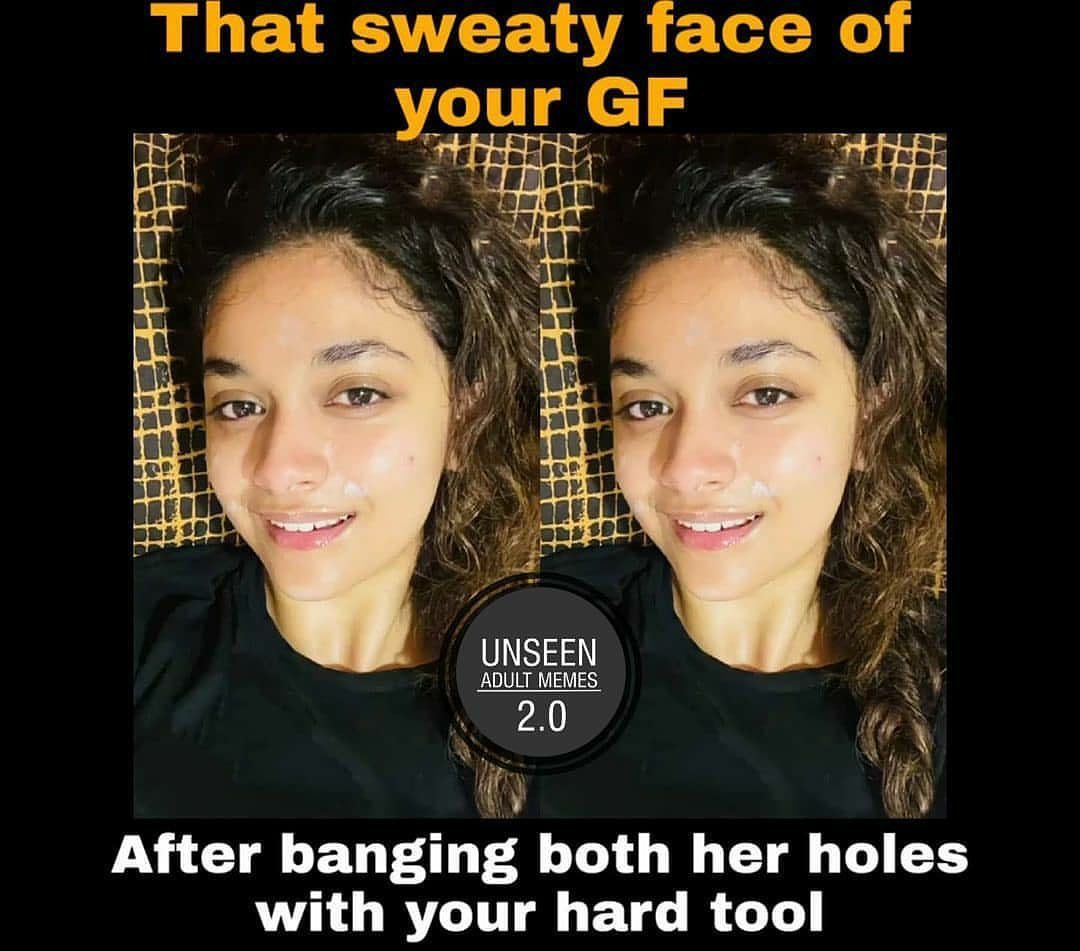 That sweaty face of
your GF
UNSEEN
ADULT MEMES
2.0
After banging both her holes
with your hard tool